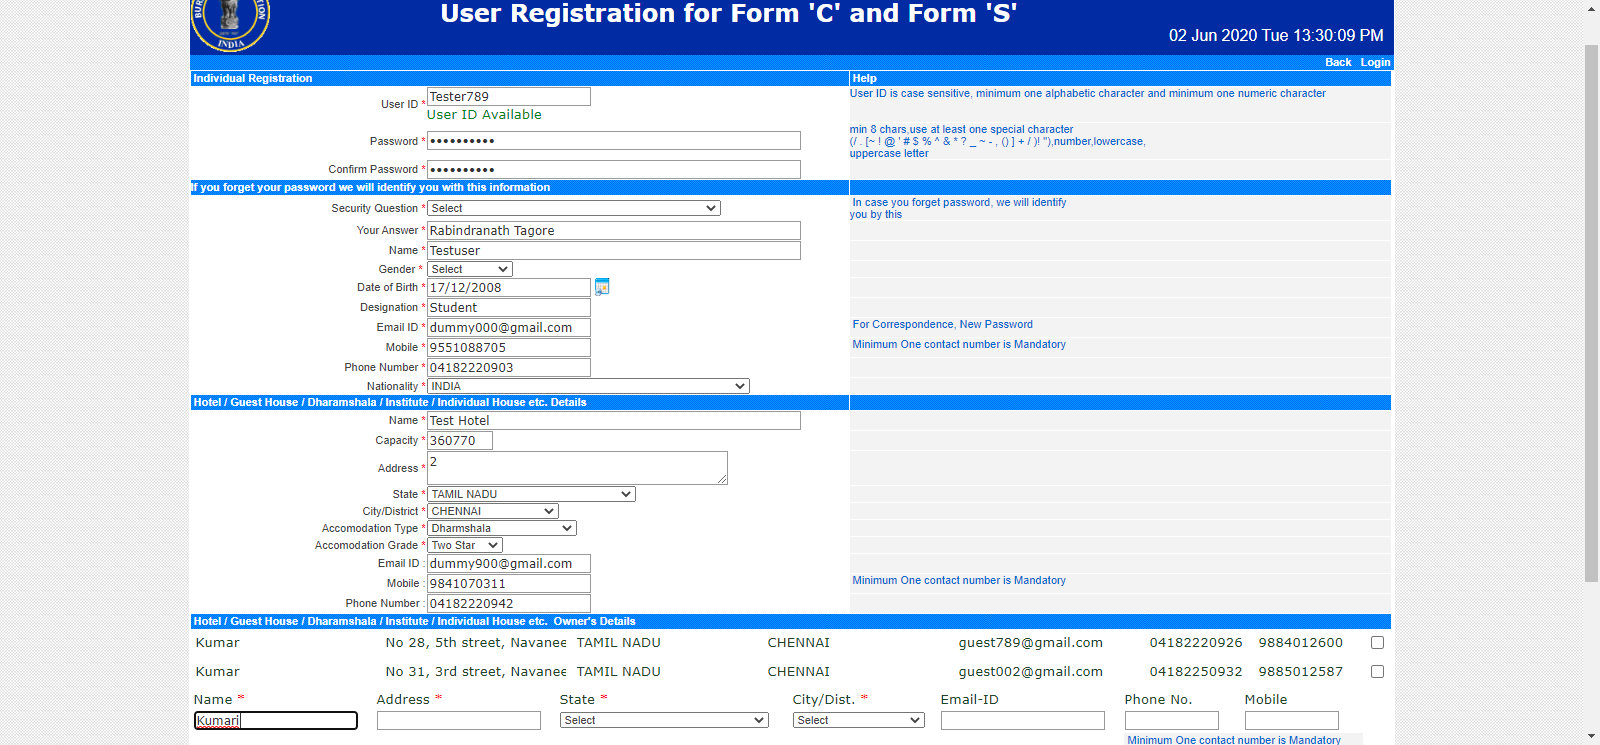 User Registration for Form 'C' and Form 'S'
INDIA
02 Jun 2020 Tue 13:30:09 PM
Back Login
Individual Registration Help
User ID * Tester789 User ID is case sensitive, minimum one alphabetic character and minimum one numeric character
User ID Available
min 8 chars,use at least one special character
Password * •••••••••• (/ . [~ ! @ ' # $ % ^ & * ? _ ~ - , () ] + / )! "),number,lowercase,
uppercase letter
Confirm Password * ••••••••••
If you forget your password we will identify you with this information
Security Question * Select In case you forget password, we will identify
you by this
Your Answer * Rabindranath Tagore
Name * Testuser
Gender * Select
Date of Birth * 17/12/2008
Designation * Student
Email ID * dummy000@gmail.com For Correspondence, New Password
Mobile * 9551088705 Minimum One contact number is Mandatory
Phone Number * 04182220903
Nationality * INDIA
Hotel / Guest House / Dharamshala / Institute / Individual House etc. Details
Name * Test Hotel
Capacity * 360770
Address * 2
State * TAMIL NADU
City/District * CHENNAI
Accomodation Type * Dharmshala
Accomodation Grade * Two Star
Email ID : dummy900@gmail.com
Mobile : 9841070311 Minimum One contact number is Mandatory
Phone Number : 04182220942
Hotel / Guest House / Dharamshala / Institute / Individual House etc. Owner's Details
Kumar No 28, 5th street, Navanee TAMIL NADU CHENNAI guest789@gmail.com 04182220926 9884012600
Kumar No 31, 3rd street, Navanee TAMIL NADU CHENNAI guest002@gmail.com 04182250932 9885012587
Name * Address * State * City/Dist. * Email-ID Phone No. Mobile
Kumari Select Select
Minimum One contact number is Mandatory